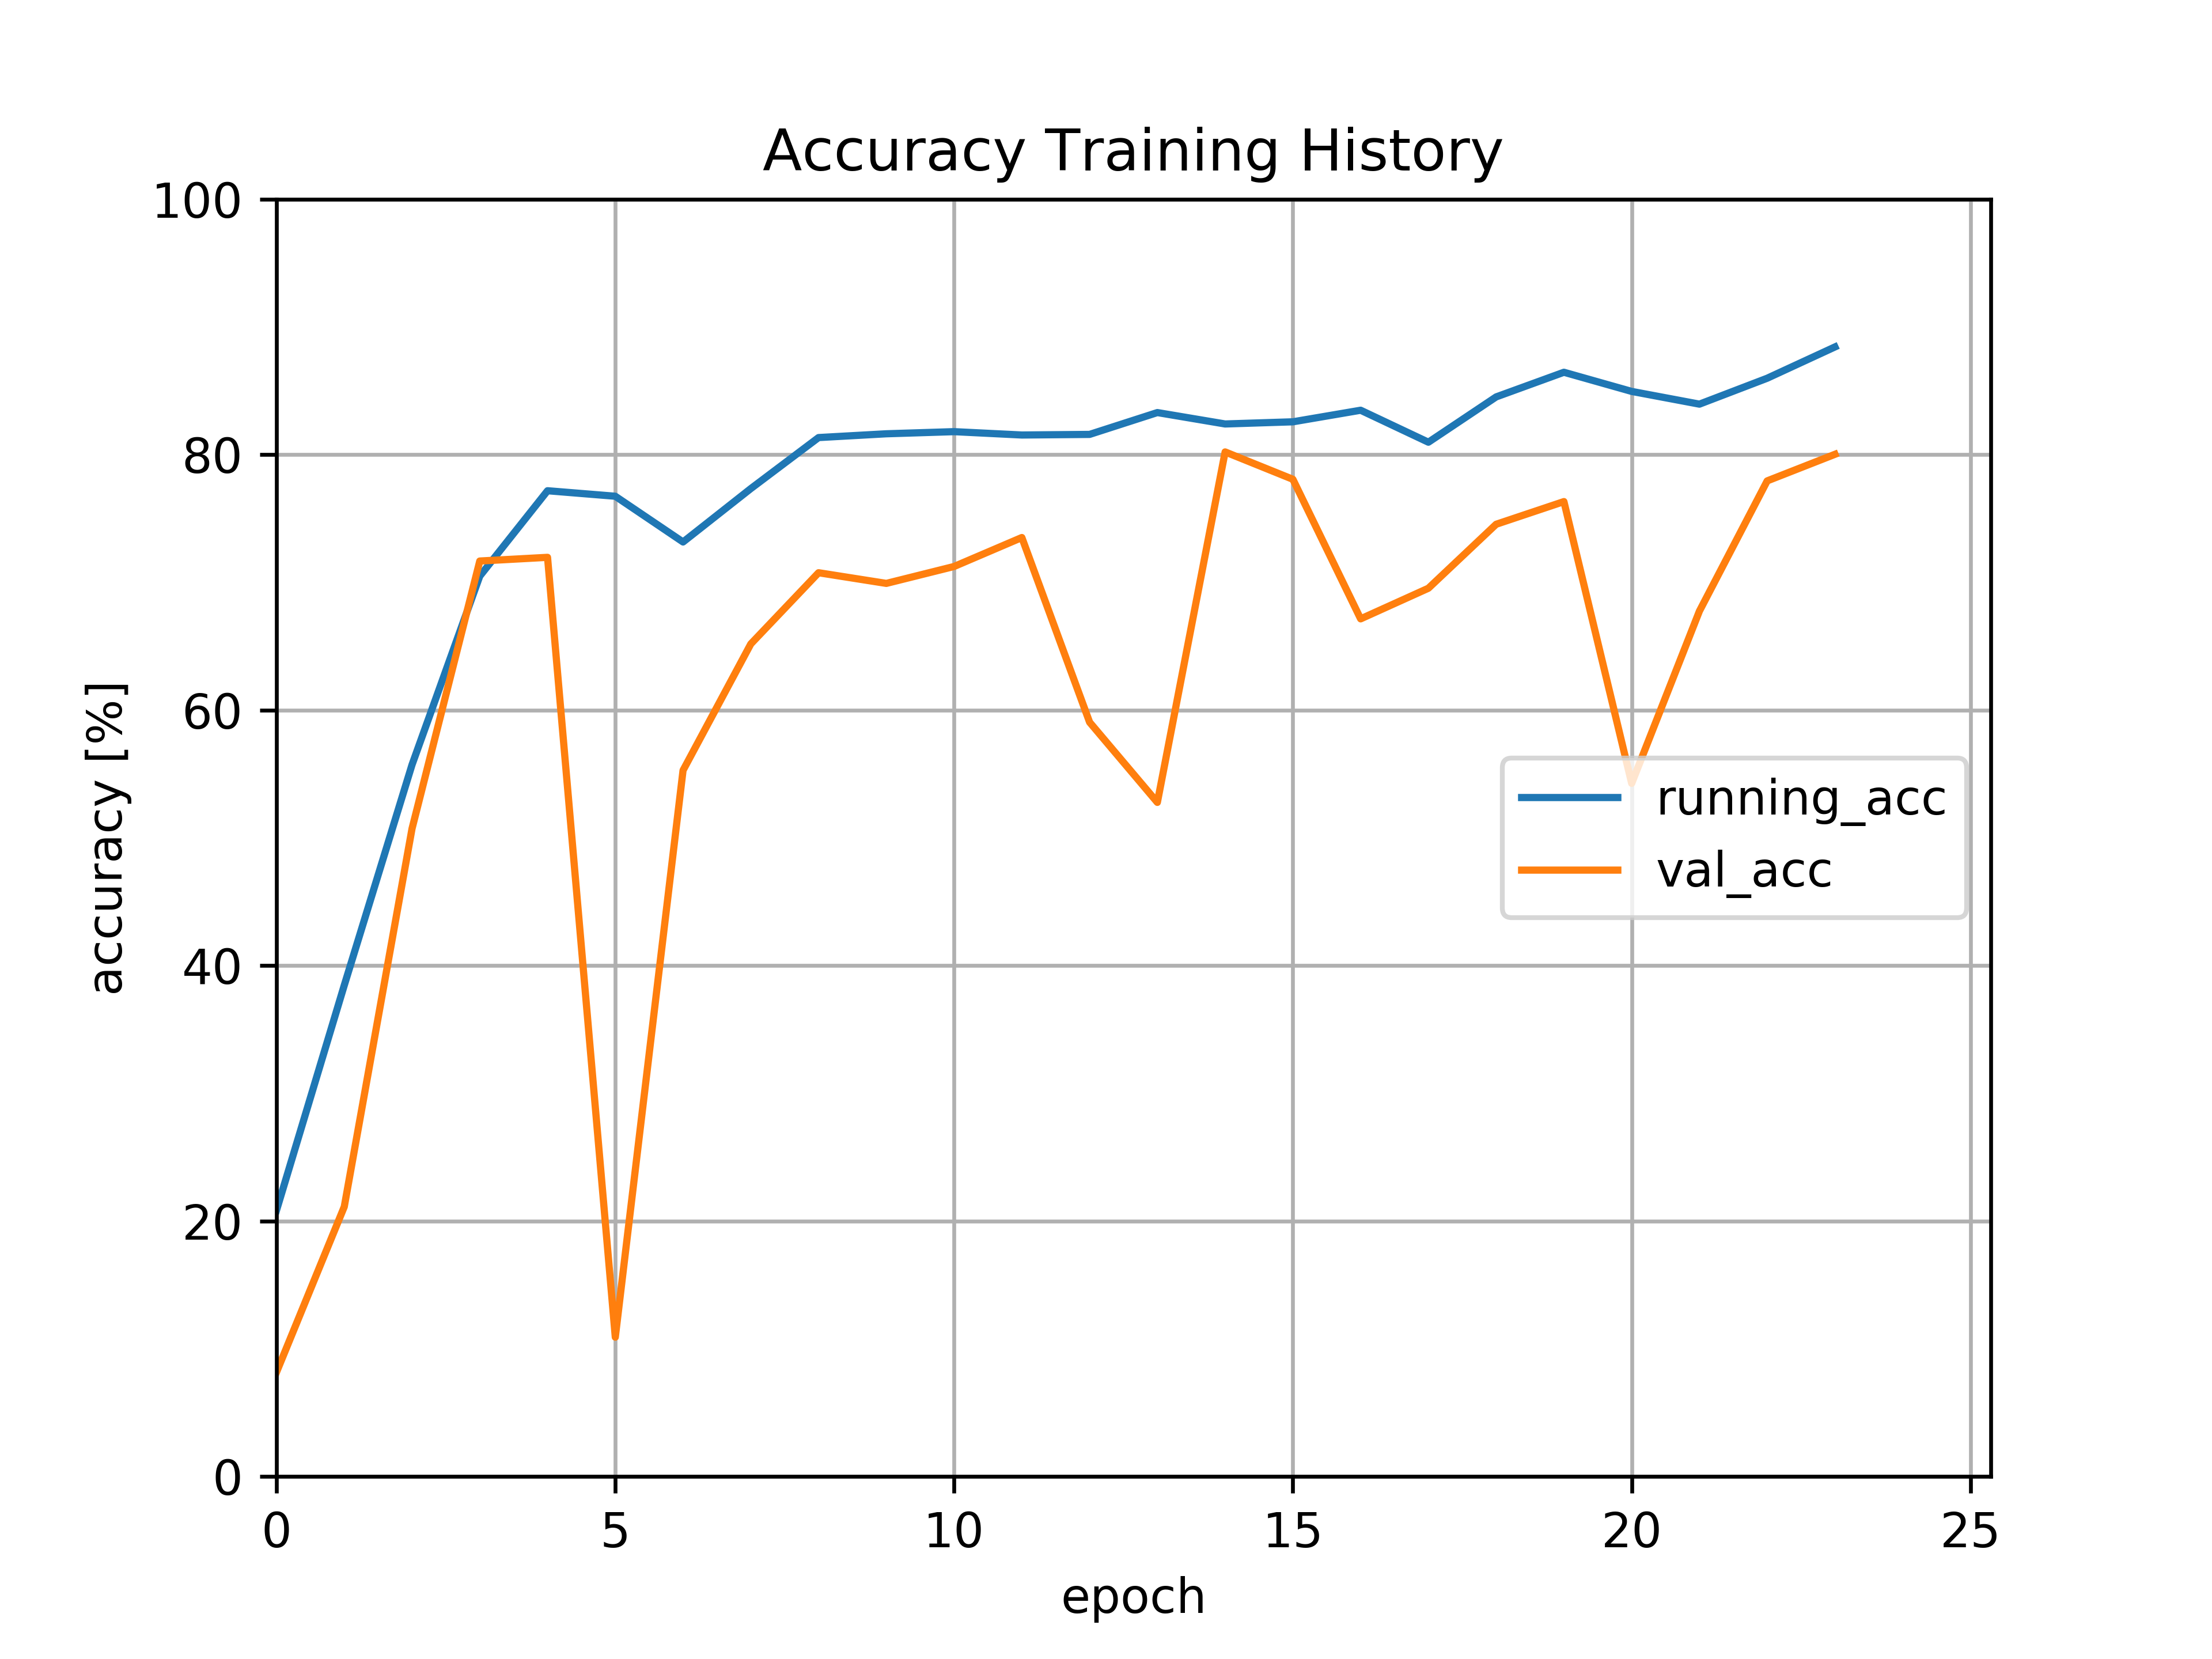 Accuracy Training History
100
80
60
40
20
0
accuracy [%]
running_acc
val_acc
0 5 10 15 20 25
epoch